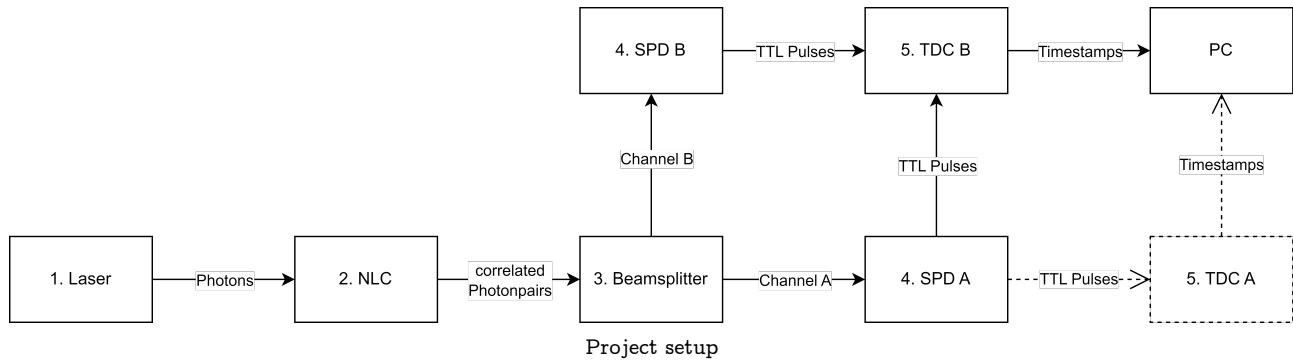 4. SPD B
TTL Pulses
5. TDC B
Timestamps
PC
Channel B
TTL Pulses
Timestamps
1. Laser
Photons
2. NLC
correlated
Photonpairs
3. Beamsplitter
Channel A
4. SPD A
TTL Pulses
5. TDC A
Project setup